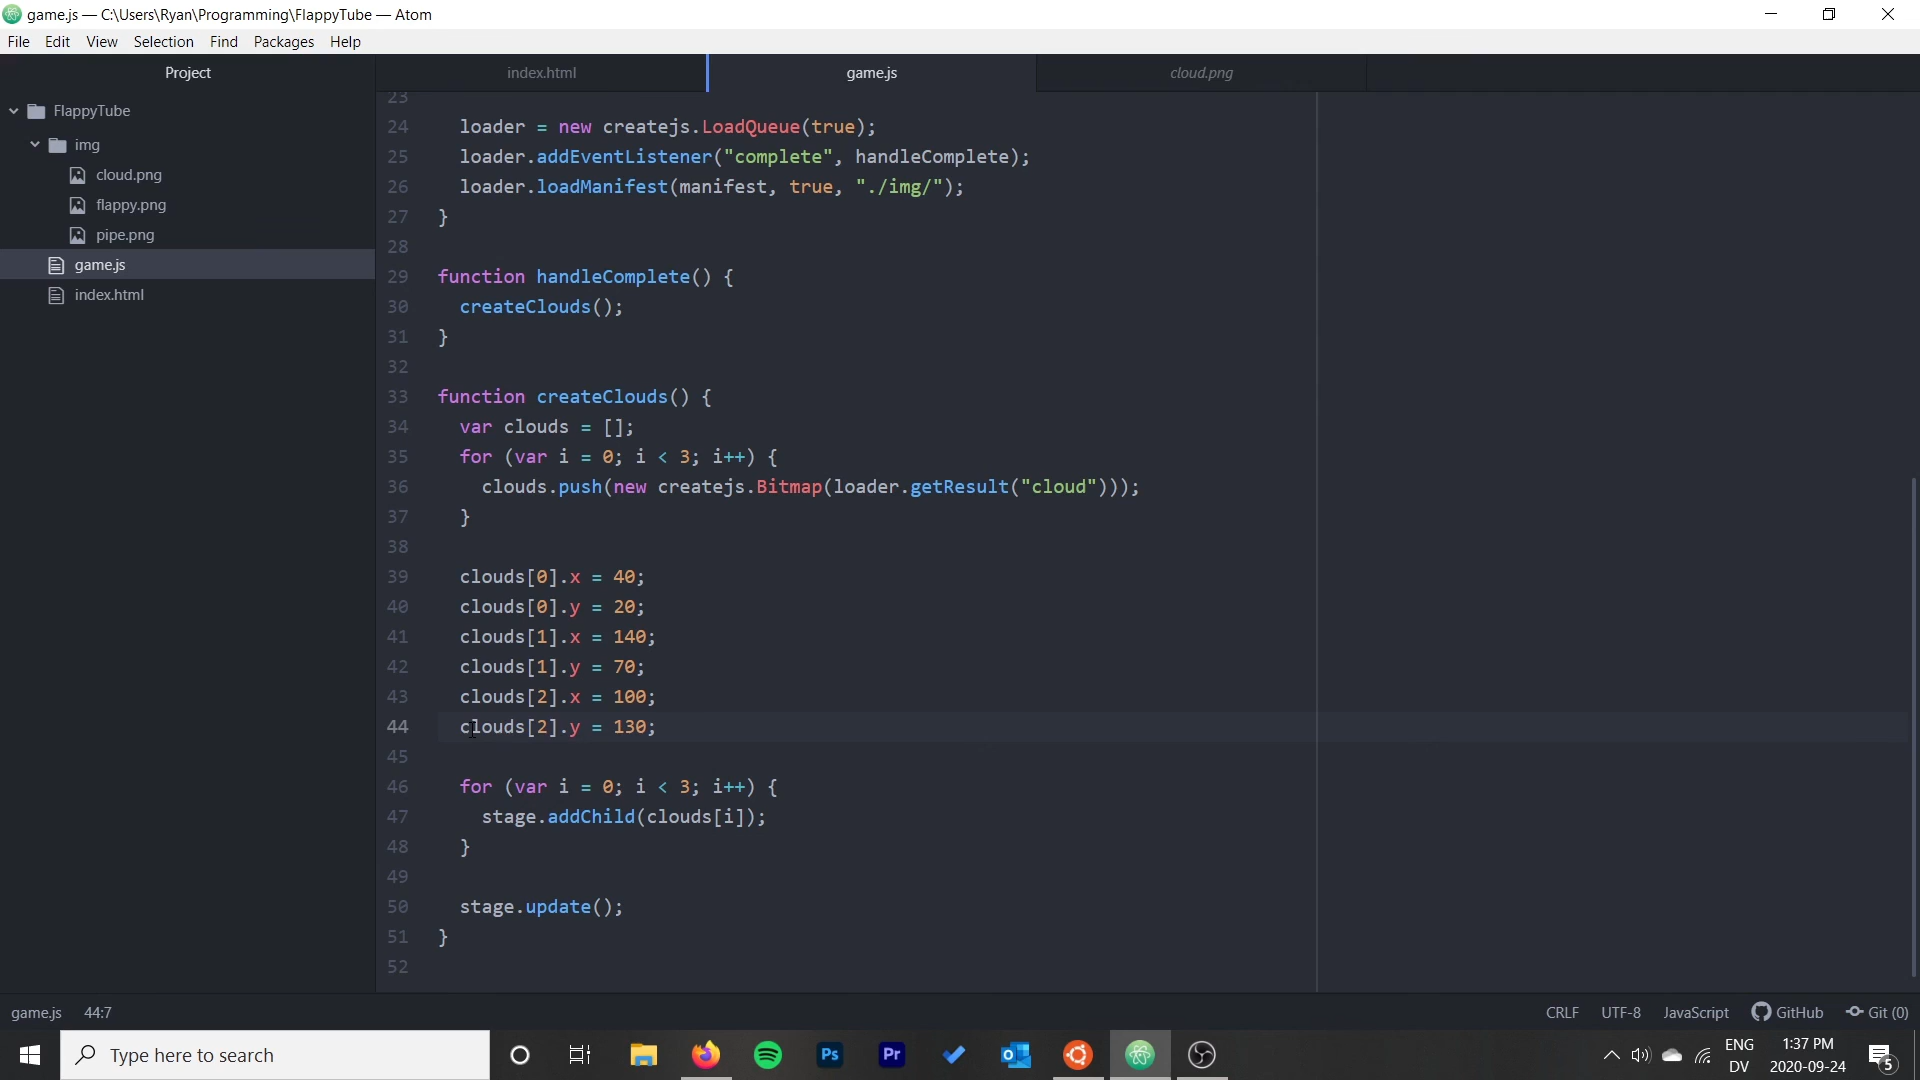 game.js — C:\Users\Ryan\Programming\FlappyTube — Atom
File Edit View Selection Find Packages Help
Project
FlappyTube
img
cloud.png
flappy.png
pipe.png
game.js
index.html
index.html game.js cloud.png
23
24 loader = new createjs.LoadQueue(true);
25 loader.addEventListener("complete", handleComplete);
26 loader.loadManifest(manifest, true, "./img/");
27 }
28
29 function handleComplete() {
30 createClouds();
31 }
32
33 function createClouds() {
34 var clouds = [];
35 for (var i = 0; i < 3; i++) {
36 clouds.push(new createjs.Bitmap(loader.getResult("cloud")));
37 }
38
39 clouds[0].x = 40;
40 clouds[0].y = 20;
41 clouds[1].x = 140;
42 clouds[1].y = 70;
43 clouds[2].x = 100;
44 clouds[2].y = 130;
45
46 for (var i = 0; i < 3; i++) {
47 stage.addChild(clouds[i]);
48 }
49
50 stage.update();
51 }
52
game.js 44:7 CRLF UTF-8 JavaScript GitHub Git (0)
Type here to search
Ps Pr
ENG
DV
1:37 PM
2020-09-24
5